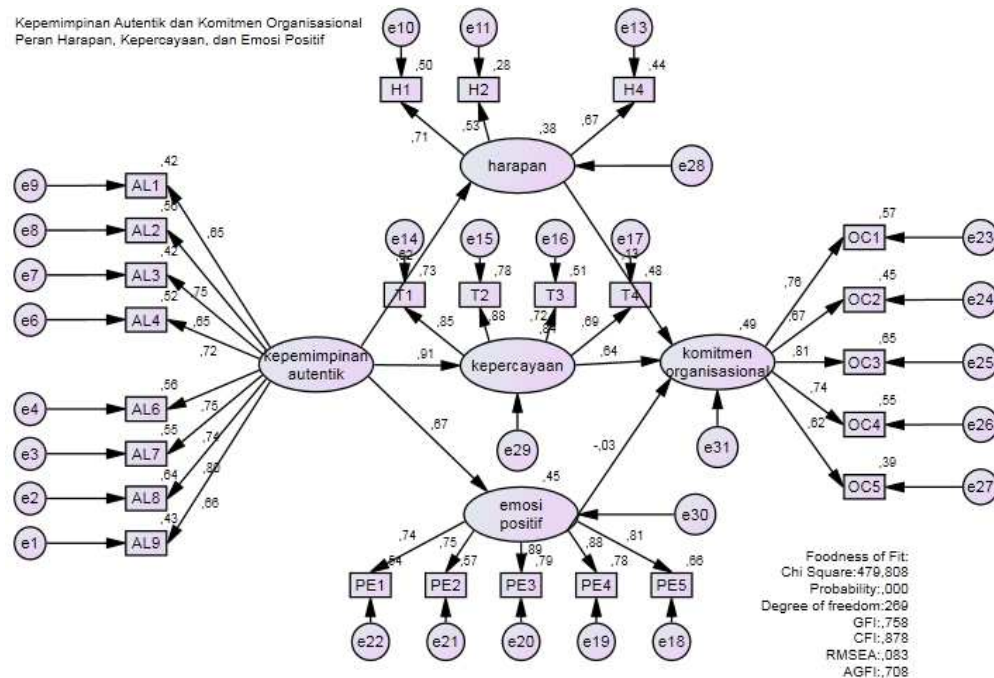 Kepemimpinan Autentik dan Komitmen Organisasional
Peran Harapan, Kepercayaan, dan Emosi Positif
e10
e11
e13
,50
,28
,44
H1
H2
H4
,71
,53
,38
,67
harapan
e28
e9
,42
AL1
e8
,56
AL2
e7
,42
AL3
e6
,52
AL4
,65
,75
,65
,72
e14
e15
e16
e17
,62
,73
,78
,51
,13
,48
T1
T2
T3
T4
,85
,88
,72
,84
,69
kepemimpinan
autentik
,91
kepercayaan
,64
komitmen
organisasional
,49
e29
e31
,57
OC1
e23
,76
,45
OC2
e24
,67
,65
OC3
e25
,81
,55
OC4
e26
,74
,39
OC5
e27
,62
e4
,56
AL6
e3
,55
AL7
e2
,64
AL8
e1
,43
AL9
,75
,74
,80
,66
,67
-,03
,45
emosi
positif
e30
,74
,75
,89
,88
,81
,54
,57
,79
,78
,66
PE1
PE2
PE3
PE4
PE5
e22
e21
e20
e19
e18
Foodness of Fit:
Chi Square:479,808
Probability:,000
Degree of freedom:269
GFI:,758
CFI:,878
RMSEA:,083
AGFI:,708